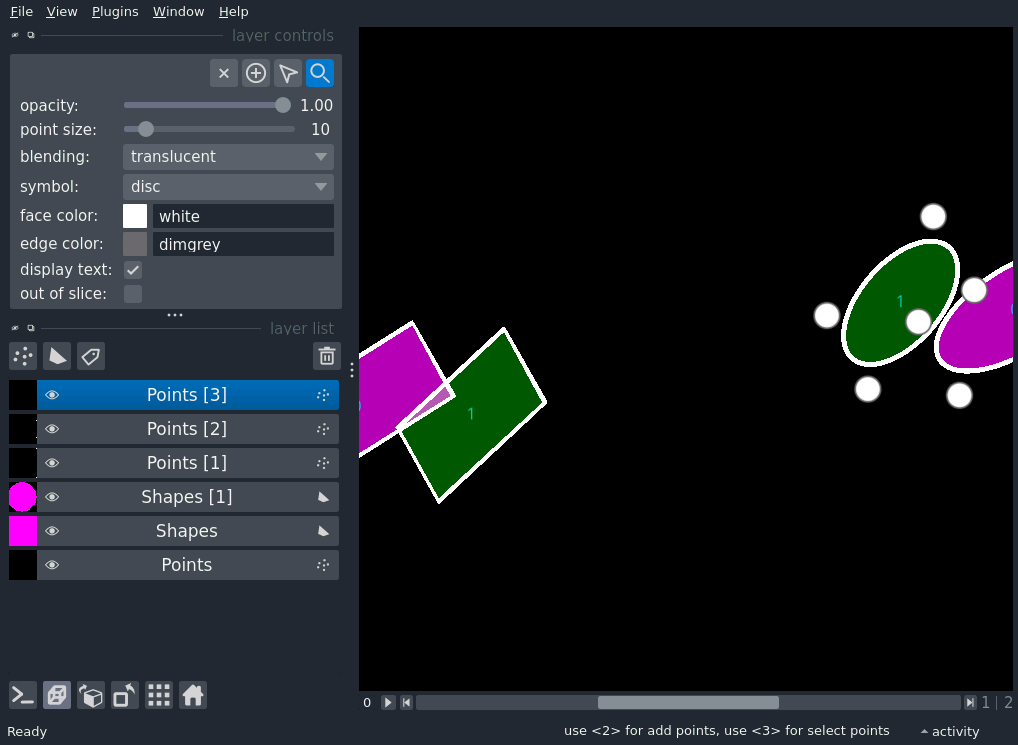 File View Plugins Window Help
layer controls
opacity: 1.00
point size: 10
blending: translucent
symbol: disc
face color: white
edge color: dimgrey
display text:
out of slice:
layer list
Points [3]
Points [2]
Points [1]
Shapes [1]
Shapes
Points
1
1
0 1 | 2
Ready use <2> for add points, use <3> for select points activity